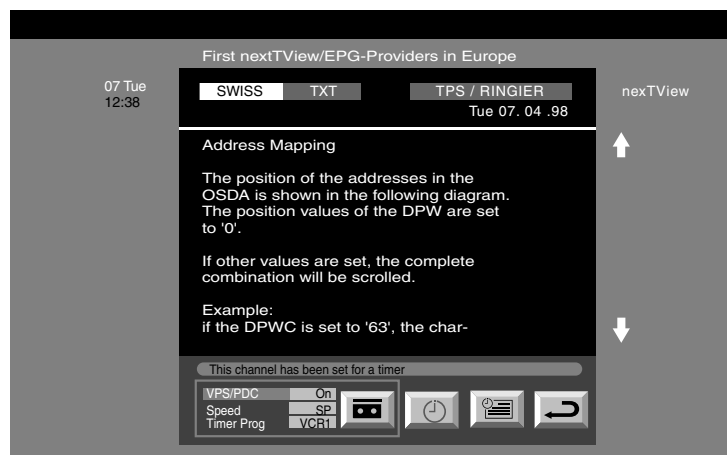 First nextTView/EPG-Providers in Europe
07 Tue
12:38
SWISS TXT TPS / RINGIER
Tue 07. 04 .98
nexTView
Address Mapping
The position of the addresses in the
OSDA is shown in the following diagram.
The position values of the DPW are set
to '0'.
If other values are set, the complete
combination will be scrolled.
Example:
if the DPWC is set to '63', the char-
This channel has been set for a timer
VPS/PDC On
Speed SP
Timer Prog VCR1